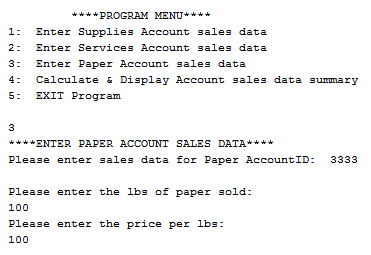 ****PROGRAM MENU****
1: Enter Supplies Account sales data
2: Enter Services Account sales data
3: Enter Paper Account sales data
4: Calculate & Display Account sales data summary
5: EXIT Program
3
****ENTER PAPER ACCOUNT SALES DATA****
Please enter sales data for Paper AccountID: 3333
Please enter the lbs of paper sold:
100
Please enter the price per lbs:
100